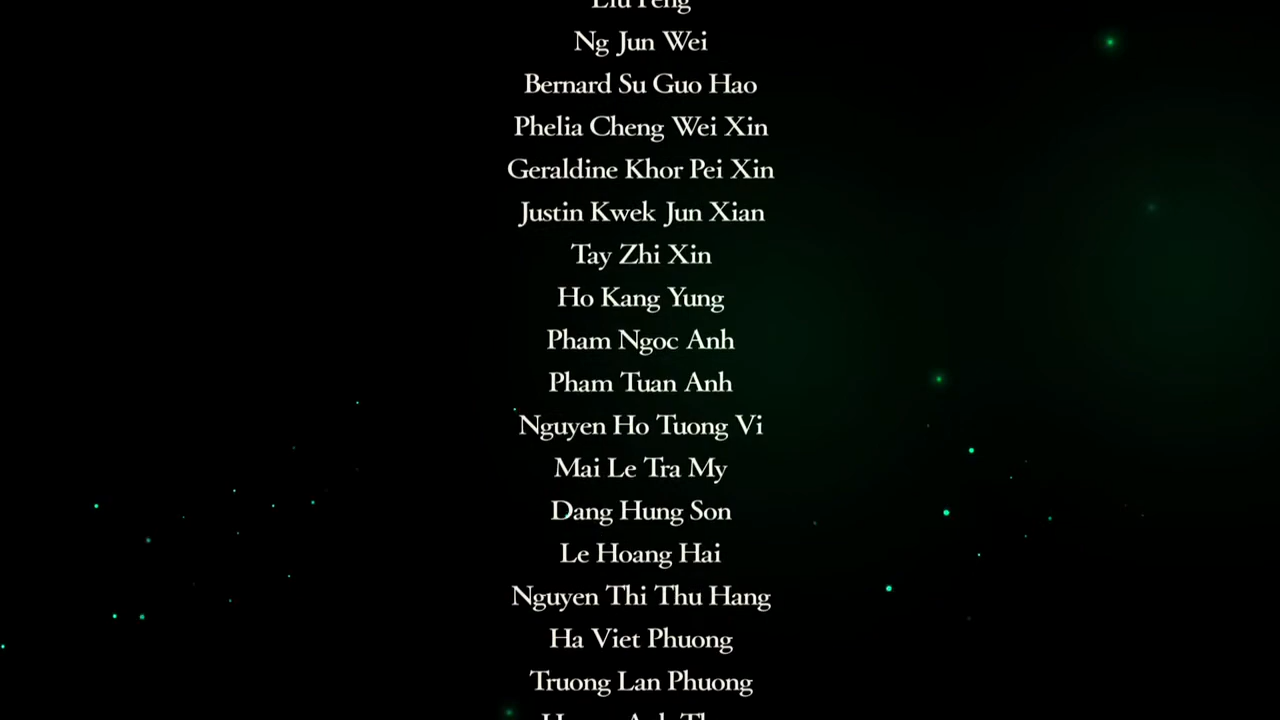 Liu Feng
Ng Jun Wei
Bernard Su Guo Hao
Phelia Cheng Wei Xin
Geraldine Khor Pei Xin
Justin Kwek Jun Xian
Tay Zhi Xin
Ho Kang Yung
Pham Ngoc Anh
Pham Tuan Anh
Nguyen Ho Tuong Vi
Mai Le Tra My
Dang Hung Son
Le Hoang Hai
Nguyen Thi Thu Hang
Ha Viet Phuong
Truong Lan Phuong